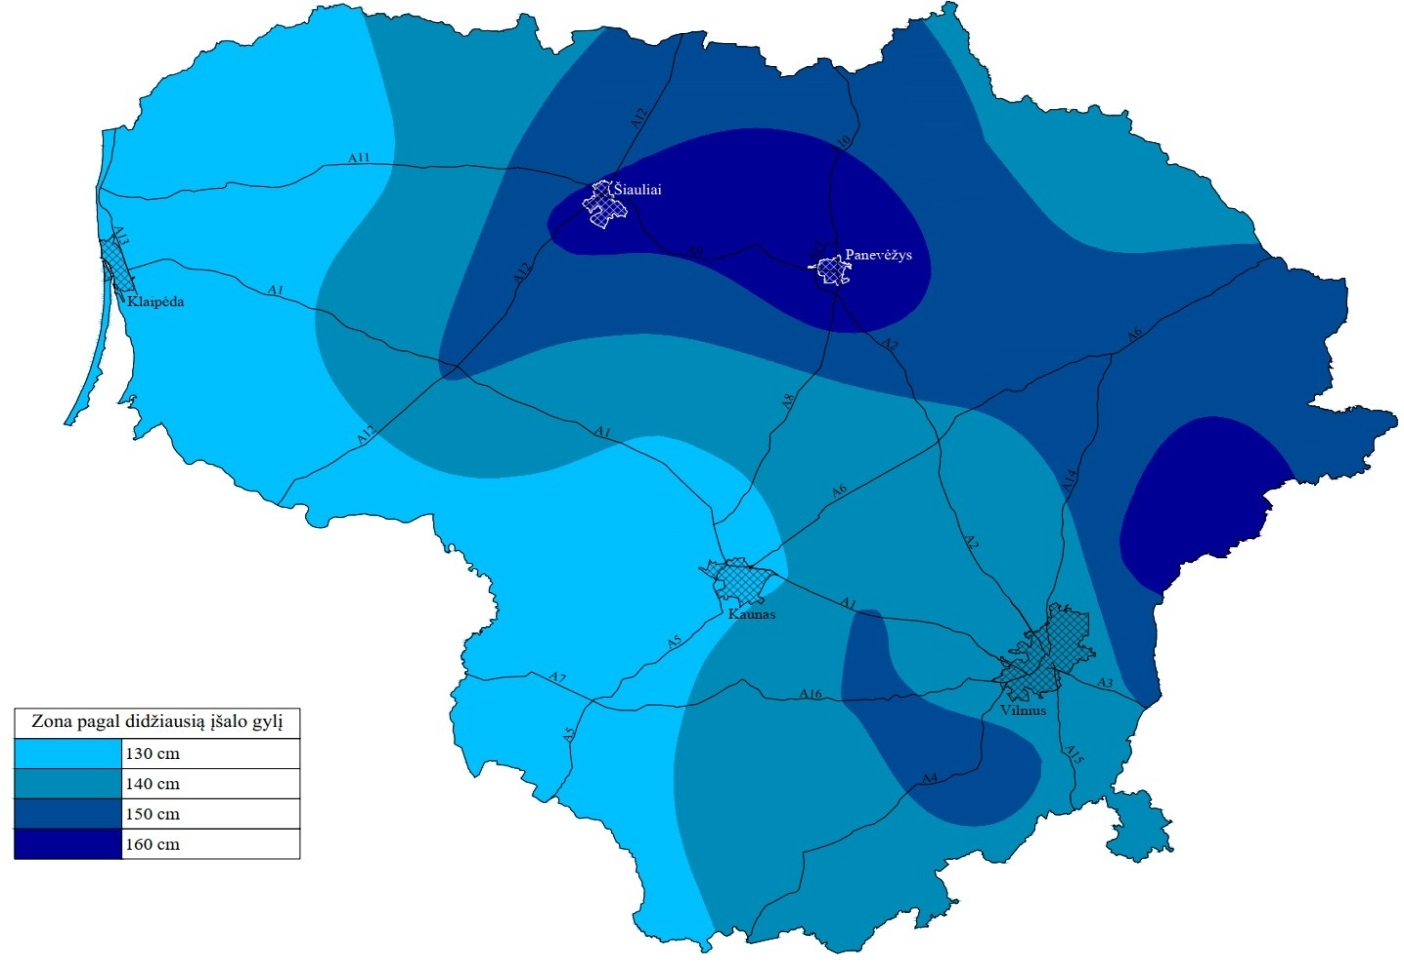 A12
A11
10
Šiauliai
A13
A9
Panevėžys
A12
A1
Klaipėda
A2
A6
A8
A12
A1
A6
A14
A2
A1
Kaunas
A5
A7
A16
A3
Vilnius
A5
A15
A4
Zona pagal didžiausią įšalo gylį
130 cm
140 cm
150 cm
160 cm